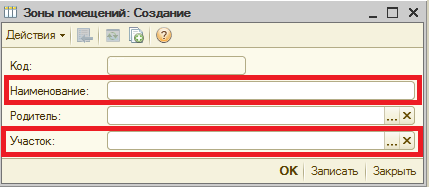 Зоны помещений: Создание
Действия
Код:
Наименование:
Родитель:
Участок:
OK Записать Закрыть